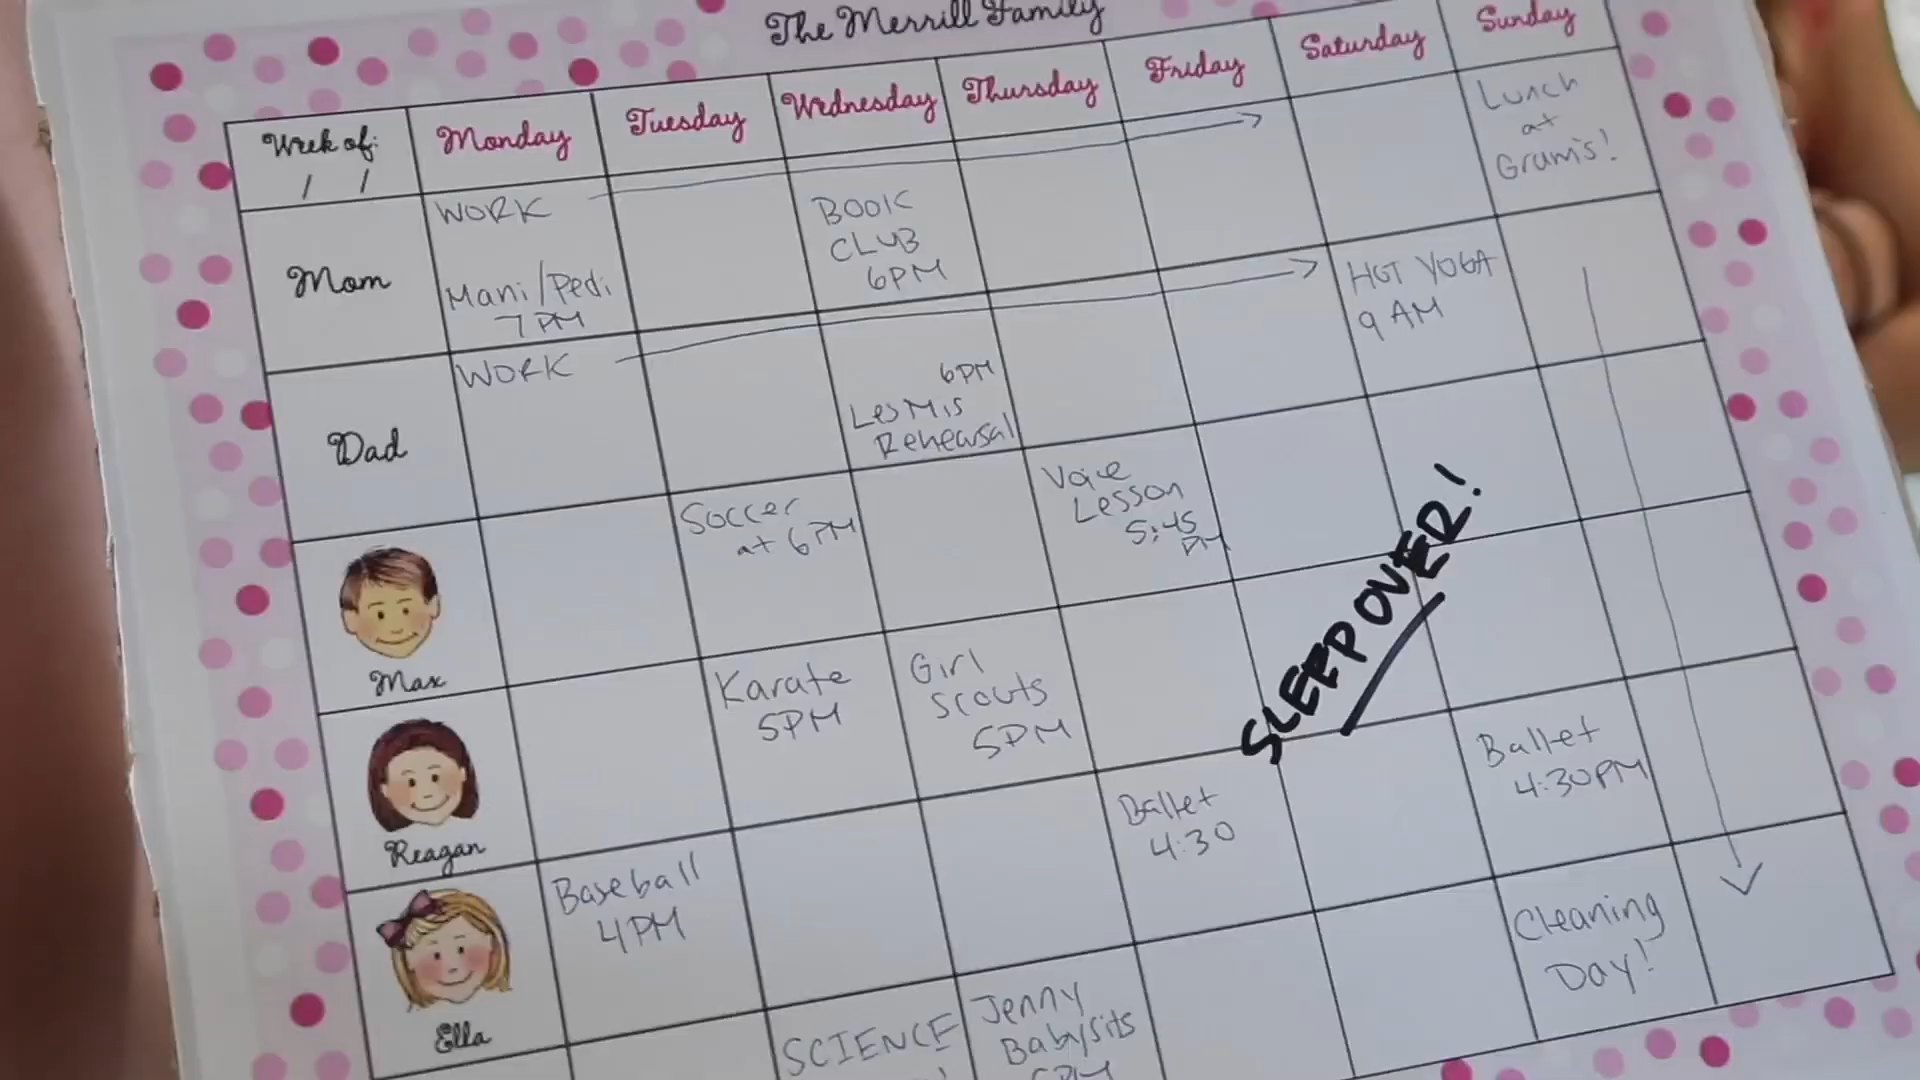 The Merrill Family
Week of:
/ /
Monday
Tuesday
Wednesday
Thursday
Friday
Saturday
Sunday
Mom
WORK
Mani/Pedi
7 PM
BOOK
CLUB
6PM
Lunch
at
Gram's!
Dad
WORK
6PM
Les Mis
Rehearsal
HOT YOGA
9 AM
Max
Soccer
at 6PM
Voice
Lesson
5:45
PM
SLEEPOVER!
Reagan
Karate
5PM
Girl
Scouts
5PM
Ella
Baseball
4PM
Ballet
4:30
Ballet
4:30PM
SCIENCE
Jenny
Babysits
Cleaning
Day!